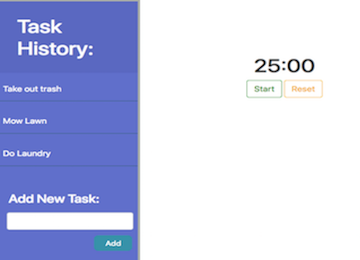 Task
History:
Take out trash
Mow Lawn
Do Laundry
Add New Task:
Add
25:00
Start Reset